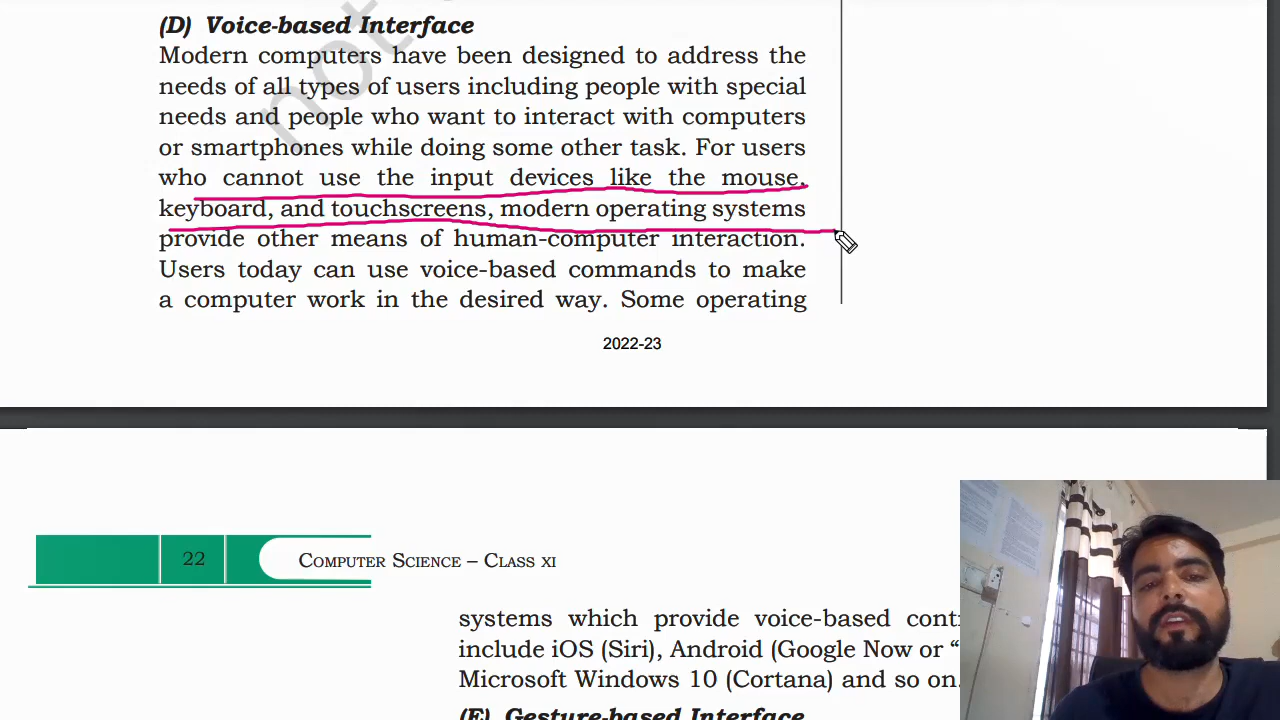 (D) Voice-based Interface
Modern computers have been designed to address the
needs of all types of users including people with special
needs and people who want to interact with computers
or smartphones while doing some other task. For users
who cannot use the input devices like the mouse,
keyboard, and touchscreens, modern operating systems
provide other means of human-computer interaction.
Users today can use voice-based commands to make
a computer work in the desired way. Some operating
not
2022-23
22
Computer Science – Class xi
systems which provide voice-based
include iOS (Siri), Android (Google Now or "
Microsoft Windows 10 (Cortana) and so on.
(E) Gesture-based Interface